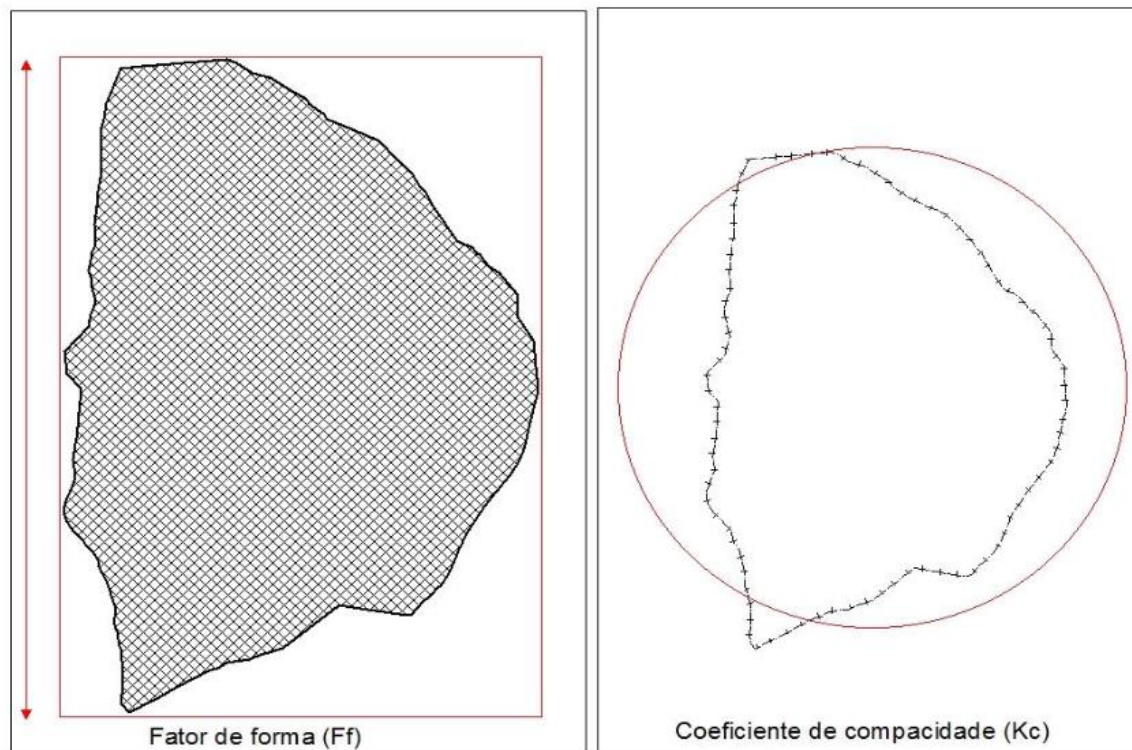 Fator de forma (Ff)
Coeficiente de compacidade (Kc)